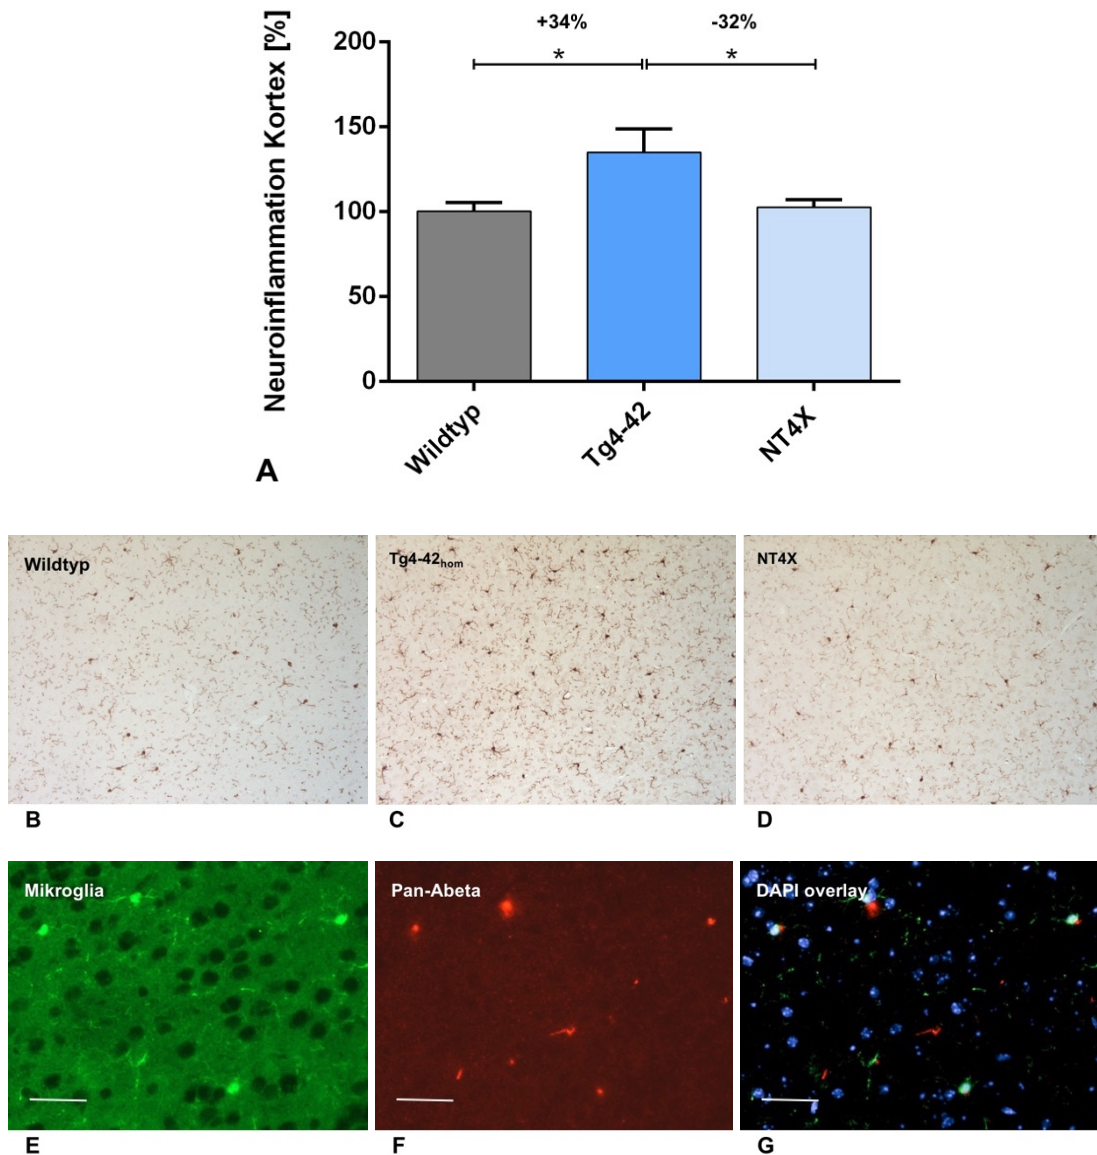 +34%
-32%
Neuroinflammation Kortex [%]
200
*
*
150
100
50
0
Wildtyp
Tg4-42
NT4X
A
Wildtyp
Tg4-42hom
NT4X
B
C
D
Mikroglia
Pan-Abeta
DAPI overlay
E
F
G